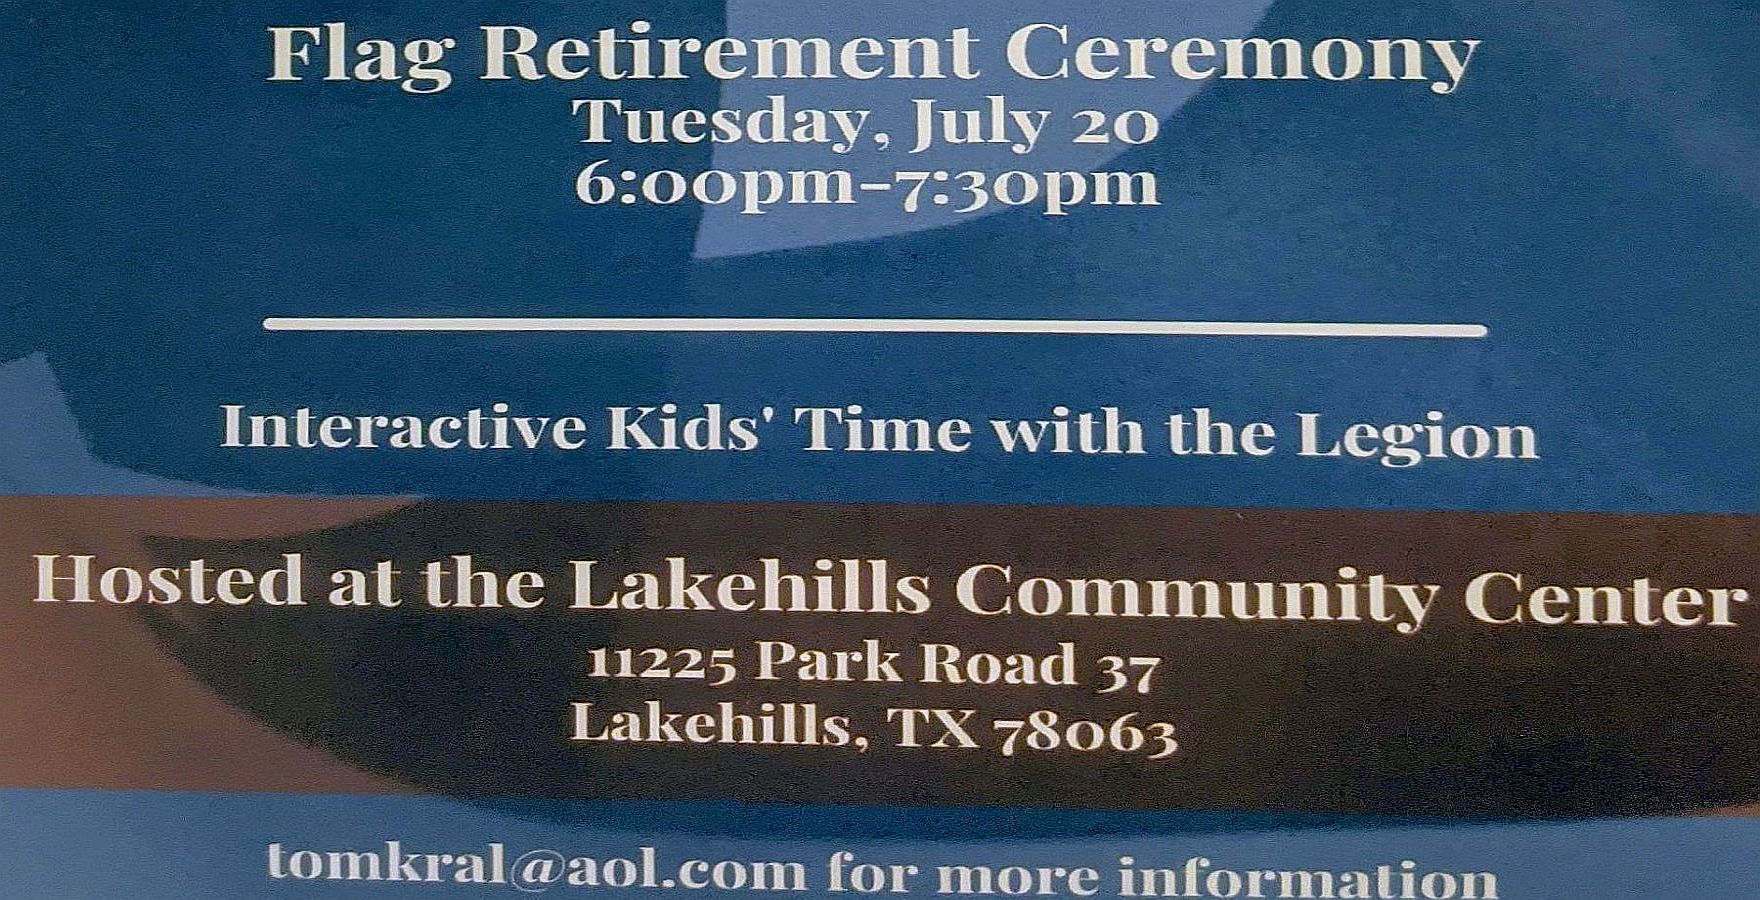 Flag Retirement Ceremony
Tuesday, July 20
6:00pm-7:30pm
Interactive Kids' Time with the Legion
Hosted at the Lakehills Community Center
11225 Park Road 37
Lakehills, TX 78063
tomkral@aol.com for more information